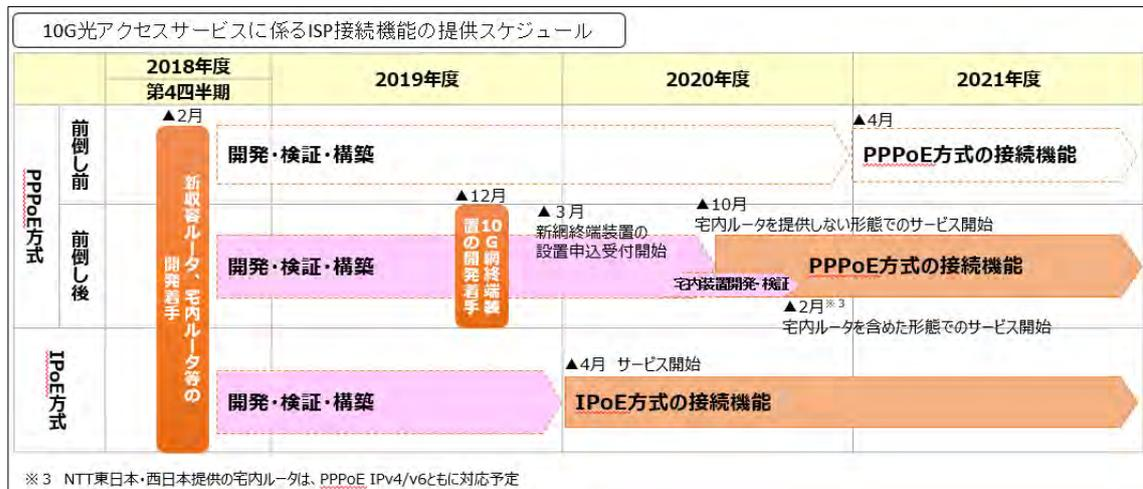 10G光アクセスサービスに係るISP接続機能の提供スケジュール
2018年度
第4四半期
2019年度
2020年度
2021年度
PPPoE方式
前倒し前
▲2月
新収容ルータ、宅内ルータ等の
開発着手
開発・検証・構築
▲4月
PPPoE方式の接続機能
前倒し後
開発・検証・構築
▲12月
10G網終端装
置の開発着手
▲3月
新網終端装置の
設置申込受付開始
▲10月
宅内ルータを提供しない形態でのサービス開始
PPPoE方式の接続機能
宅内装置開発・検証
▲2月※3
宅内ルータを含めた形態でのサービス開始
IPoE方式
開発・検証・構築
▲4月 サービス開始
IPoE方式の接続機能
※3 NTT東日本・西日本提供の宅内ルータは、PPPoE IPv4/v6ともに対応予定